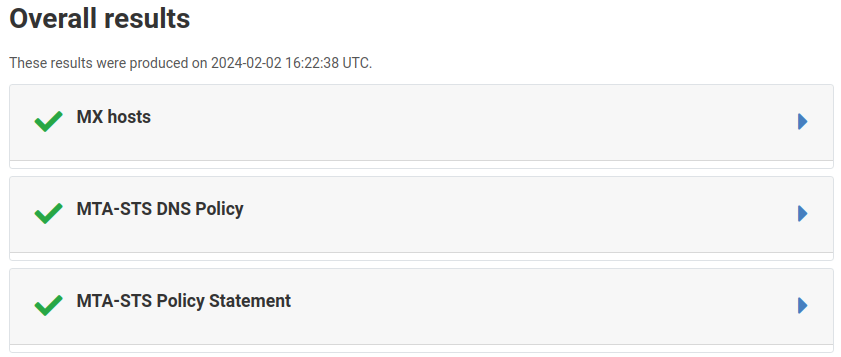 Overall results
These results were produced on 2024-02-02 16:22:38 UTC.
MX hosts
MTA-STS DNS Policy
MTA-STS Policy Statement